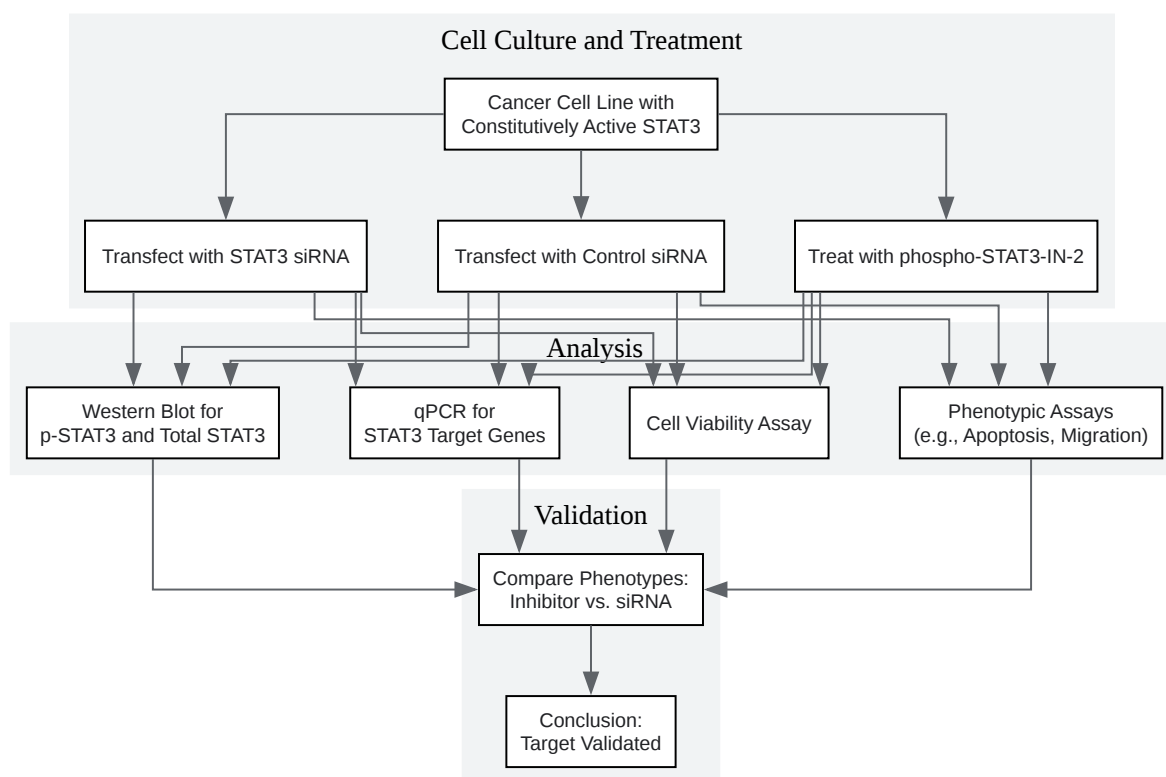 Cell Culture and Treatment
Cancer Cell Line with
Constitutively Active STAT3
Transfect with STAT3 siRNA
Transfect with Control siRNA
Treat with phospho-STAT3-IN-2
Analysis
Western Blot for
p-STAT3 and Total STAT3
qPCR for
STAT3 Target Genes
Cell Viability Assay
Phenotypic Assays
(e.g., Apoptosis, Migration)
Validation
Compare Phenotypes:
Inhibitor vs. siRNA
Conclusion:
Target Validated